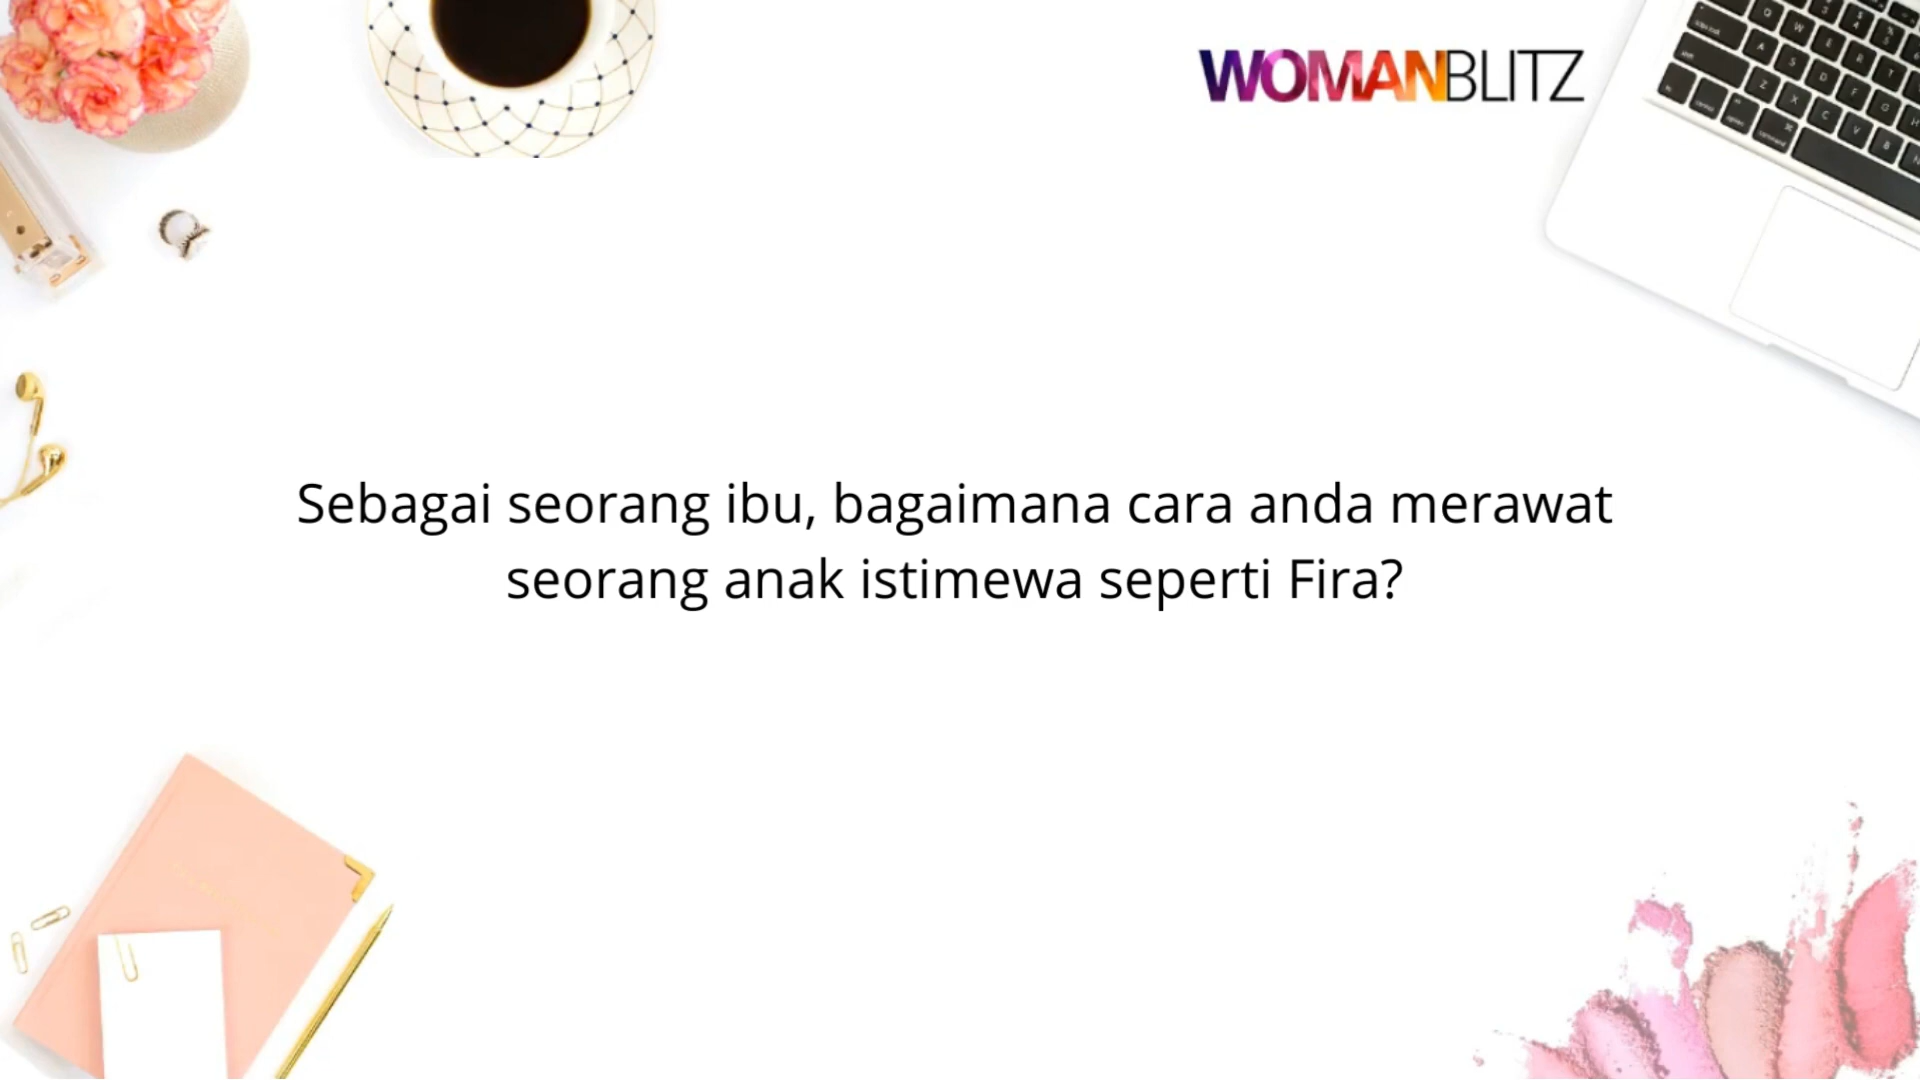 WOMANBLITZ
Sebagai seorang ibu, bagaimana cara anda merawat
seorang anak istimewa seperti Fira?